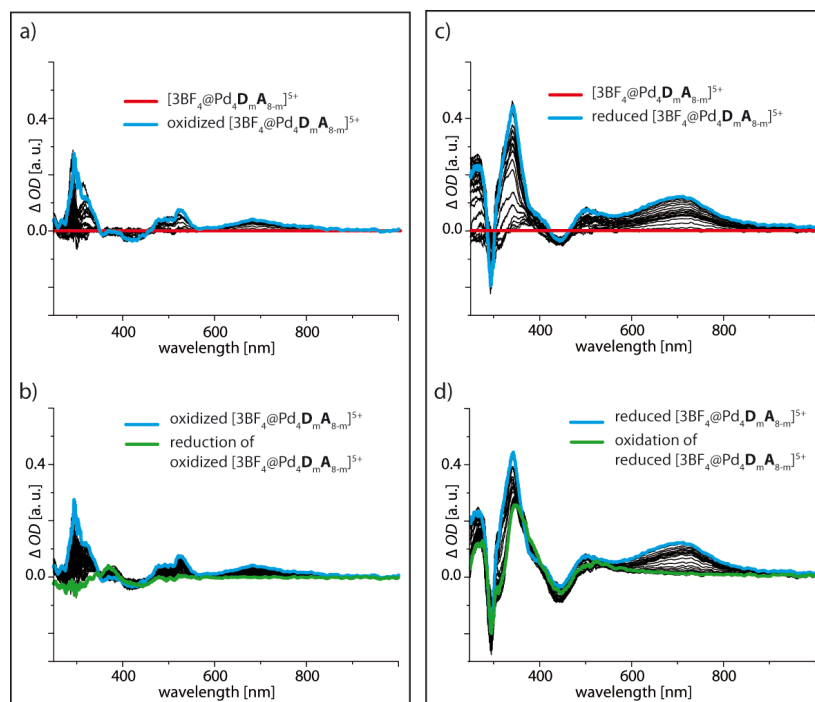 a)
[3BF₄@Pd₄DₘA₈₋ₘ]⁵⁺
oxidized [3BF₄@Pd₄DₘA₈₋ₘ]⁵⁺
0.4
0.0
Δ OD [a. u.]
400 600 800
wavelength [nm]
b)
oxidized [3BF₄@Pd₄DₘA₈₋ₘ]⁵⁺
reduction of
oxidized [3BF₄@Pd₄DₘA₈₋ₘ]⁵⁺
0.4
0.0
Δ OD [a. u.]
400 600 800
wavelength [nm]
c)
[3BF₄@Pd₄DₘA₈₋ₘ]⁵⁺
reduced [3BF₄@Pd₄DₘA₈₋ₘ]⁵⁺
0.4
0.0
Δ OD [a. u.]
400 600 800
wavelength [nm]
d)
reduced [3BF₄@Pd₄DₘA₈₋ₘ]⁵⁺
oxidation of
reduced [3BF₄@Pd₄DₘA₈₋ₘ]⁵⁺
0.4
0.0
Δ OD [a. u.]
400 600 800
wavelength [nm]